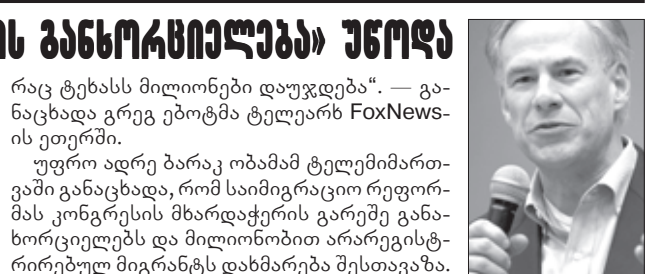 ის განხორციელება» უწოდა
რაც ტეხასს მილიონები დაუჯდება“. — გა-
ნაცხადა გრეგ ებოტმა ტელეარხ FoxNews-
ის ეთერში.
უფრო ადრე ბარაკ ობამამ ტელემიმართ-
ვაში განაცხადა, რომ საიმიგრაციო რეფორ-
მას კონგრესის მხარდაჭერის გარეშე განა-
ხორციელებს და მილიონობით არარეგისტ-
რირებულ მიგრანტს დახმარება შესთავაზა.